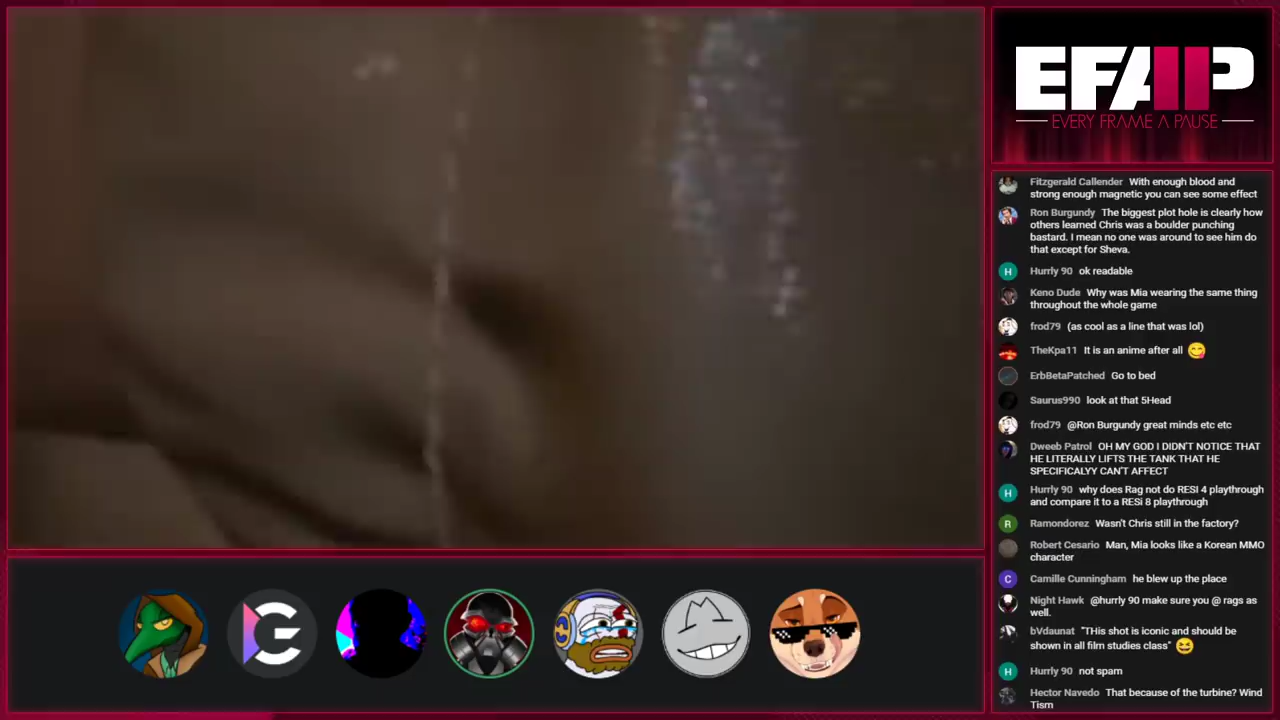 EFAP
EVERY FRAME A PAUSE
Fitzgerald Callender With enough blood and
strong enough magnetic you can see some effect
Ron Burgundy The biggest plot hole is clearly how
others learned Chris was a boulder punching
bastard. I mean no one was around to see him do
that except for Sheva.
H
Hurrly 90 ok readable
Keno Dude Why was Mia wearing the same thing
throughout the whole game
frod79 (as cool as a line that was lol)
TheKpa11 It is an anime after all 😋
ErbBetaPatched Go to bed
Saurus990 look at that 5Head
frod79 @Ron Burgundy great minds etc etc
Dweeb Patrol OH MY GOD I DIDN'T NOTICE THAT
HE LITERALLY LIFTS THE TANK THAT HE
SPECIFICALYY CAN'T AFFECT
H
Hurrly 90 why does Rag not do RESI 4 playthrough
and compare it to a RESi 8 playthrough
R
Ramondorez Wasn't Chris still in the factory?
Robert Cesario Man, Mia looks like a Korean MMO
character
C
Camille Cunningham he blew up the place
Night Hawk @hurrly 90 make sure you @ rags as
well.
bVdaunat "THis shot is iconic and should be
shown in all film studies class" 😆
H
Hurrly 90 not spam
Hector Navedo That because of the turbine? Wind
Tism